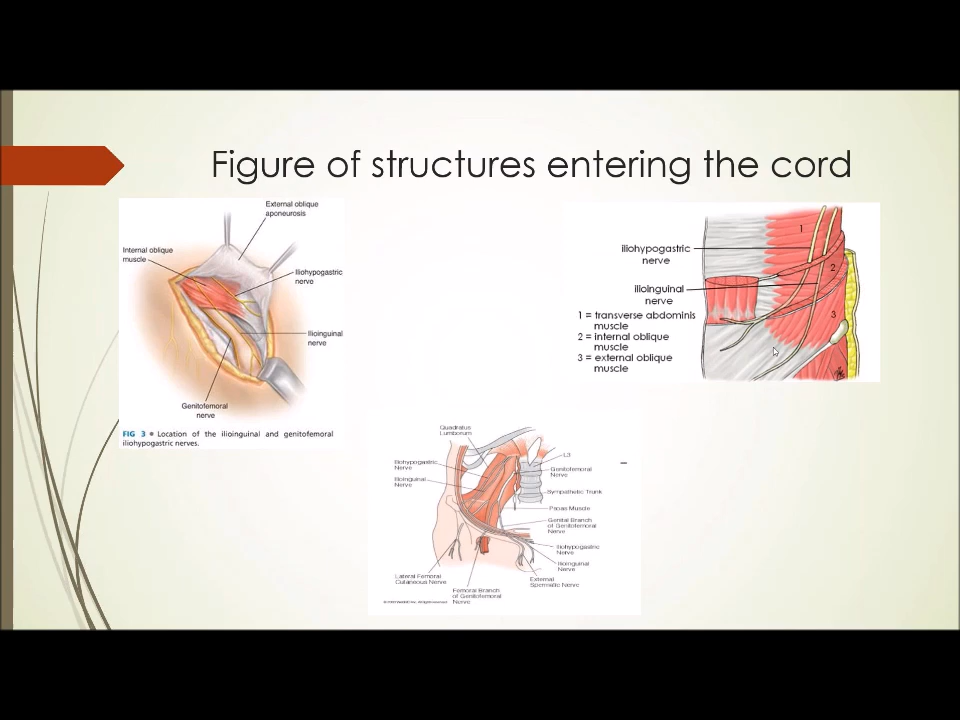 Figure of structures entering the cord
External oblique
aponeurosis
Internal oblique
muscle
Iliohypogastric
nerve
Ilioinguinal
nerve
Genitofemoral
nerve
FIG 3 • Location of the ilioinguinal and genitofemoral
iliohypogastric nerves.
1
iliohypogastric
nerve
2
ilioinguinal
nerve
3
1 = transverse abdominis
muscle
2 = internal oblique
muscle
3 = external oblique
muscle
Quadratus
Lumborum
Iliohypogastric
Nerve
Ilioinguinal
Nerve
L3
Genitofemoral
Nerve
Sympathetic Trunk
Psoas Muscle
Genital Branch
of Genitofemoral
Nerve
Iliohypogastric
Nerve
Ilioinguinal
Nerve
External
Spermatic Nerve
Lateral Femoral
Cutaneous Nerve
Femoral Branch
of Genitofemoral
Nerve